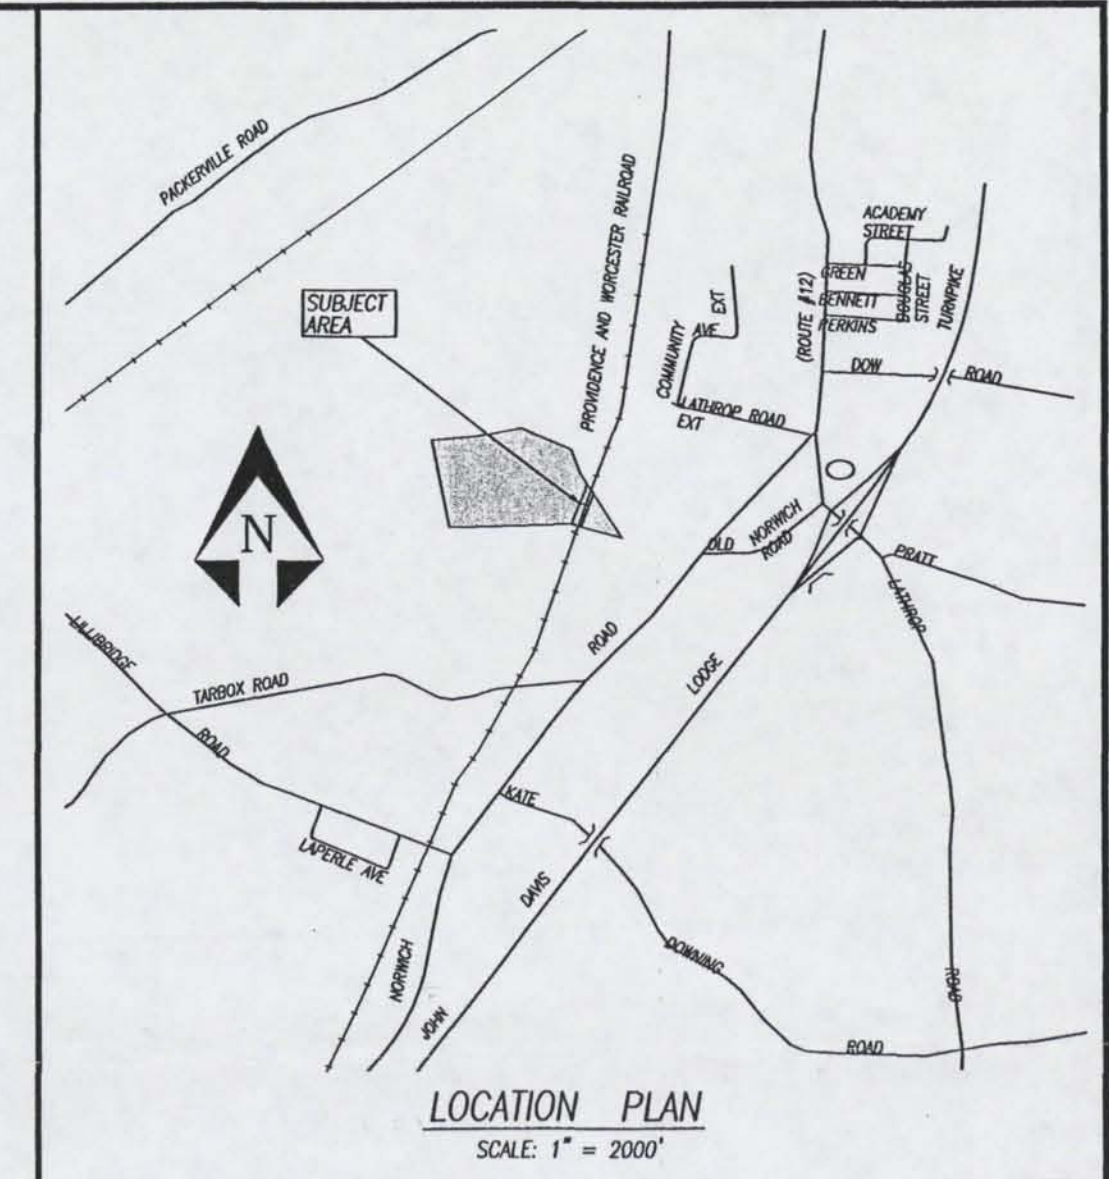 PACKERVILLE ROAD
PROVIDENCE AND WORCESTER RAILROAD
ACADEMY
STREET
GREEN
BENNETT
PERKINS
DOUGLAS
STREET
TURNPIKE
(ROUTE #12)
SUBJECT
AREA
COMMUNITY
AVE EXT
DOW ROAD
LATHROP ROAD
EXT
N
OLD NORWICH
ROAD
PRATT
LATHROP
ROAD
LILLIBRIDGE
ROAD
TARBOX ROAD
ROAD
LODGE
KATE
LAPERLE AVE
DAVIS
NORWICH
JOHN
DOWNING
ROAD
LOCATION PLAN
SCALE: 1" = 2000'